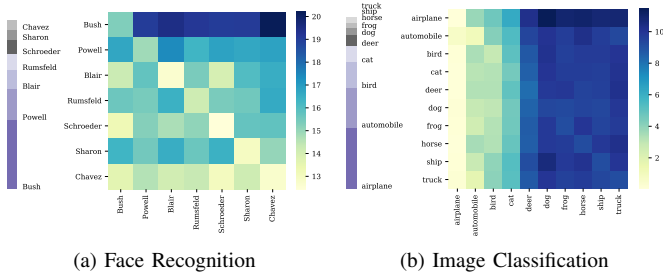 Chavez
Sharon
Schroeder
Rumsfeld
Blair
Powell
Bush
Bush
Powell
Blair
Rumsfeld
Schroeder
Sharon
Chavez
Bush
Powell
Blair
Rumsfeld
Schroeder
Sharon
Chavez
20
19
18
17
16
15
14
13
(a) Face Recognition
truck
ship
horse
frog
dog
deer
cat
bird
automobile
airplane
airplane
automobile
bird
cat
deer
dog
frog
horse
ship
truck
airplane
automobile
bird
cat
deer
dog
frog
horse
ship
truck
10
8
6
4
2
(b) Image Classification